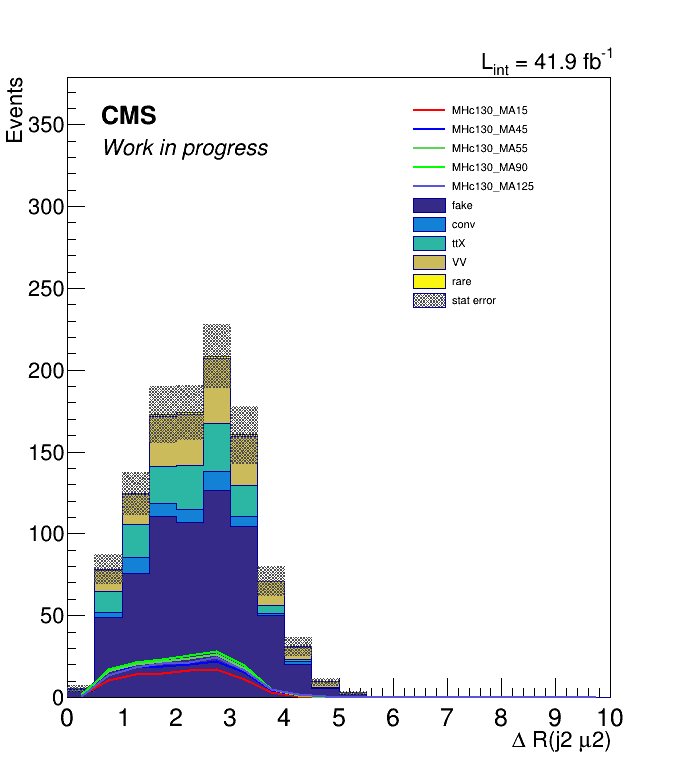 L_int = 41.9 fb^-1
Events
CMS
Work in progress
MHc130_MA15
MHc130_MA45
MHc130_MA55
MHc130_MA90
MHc130_MA125
fake
conv
ttX
VV
rare
stat error
350
300
250
200
150
100
50
0
0 1 2 3 4 5 6 7 8 9 10
Δ R(j2 μ2)